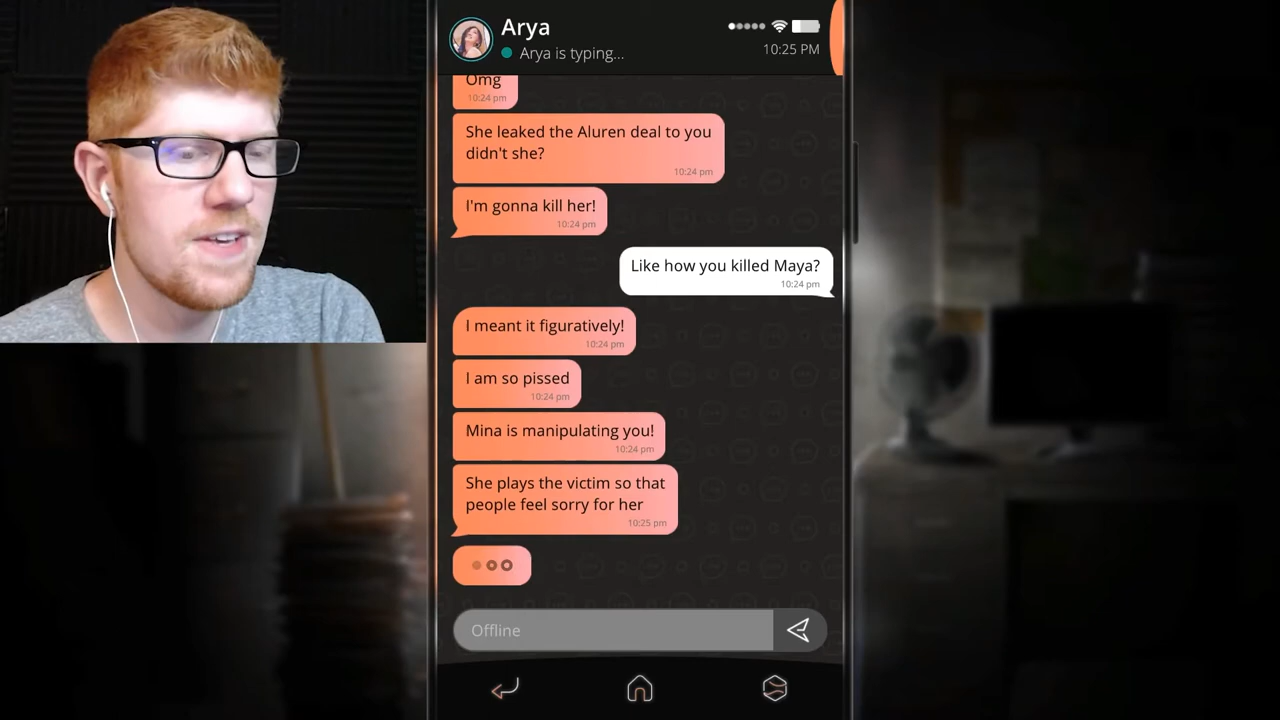 Arya
Arya is typing...
10:25 PM
Omg
10:24 pm
She leaked the Aluren deal to you
didn't she?
10:24 pm
I'm gonna kill her!
10:24 pm
Like how you killed Maya?
10:24 pm
I meant it figuratively!
10:24 pm
I am so pissed
10:24 pm
Mina is manipulating you!
10:24 pm
She plays the victim so that
people feel sorry for her
10:25 pm
Offline